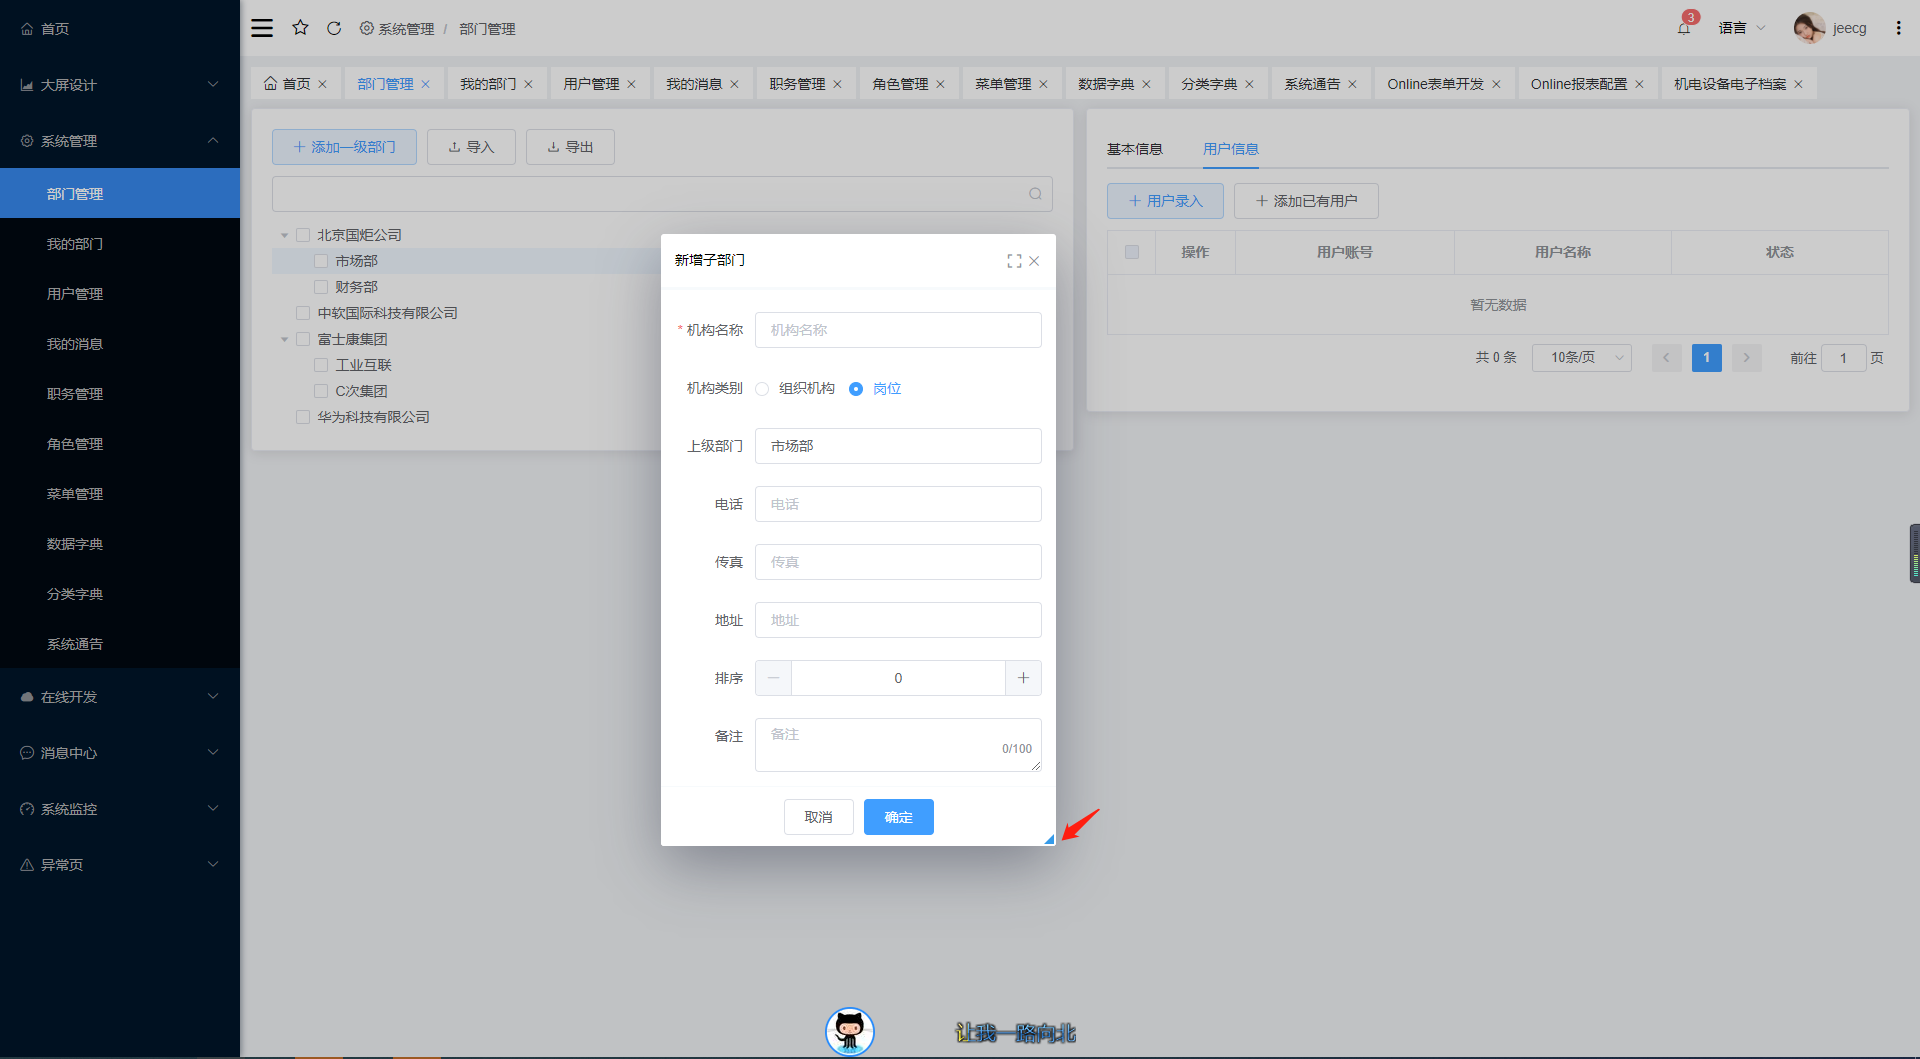 首页
大屏设计
系统管理
部门管理
我的部门
用户管理
我的消息
职务管理
角色管理
菜单管理
数据字典
分类字典
系统通告
在线开发
消息中心
系统监控
异常页
系统管理 / 部门管理
3 语言 jeecg
首页 部门管理 我的部门 用户管理 我的消息 职务管理 角色管理 菜单管理 数据字典 分类字典 系统通告 Online表单开发 Online报表配置 机电设备电子档案
添加一级部门 导入 导出
北京国炬公司
市场部
财务部
中软国际科技有限公司
富士康集团
工业互联
C次集团
华为科技有限公司
基本信息 用户信息
用户录入 添加已有用户
操作 用户账号 用户名称 状态
暂无数据
共 0 条 10条/页 1 前往 1 页
新增子部门
* 机构名称 机构名称
机构类别 组织机构 岗位
上级部门 市场部
电话 电话
传真 传真
地址 地址
排序 0
备注 备注
0/100
取消 确定
让我一路向北